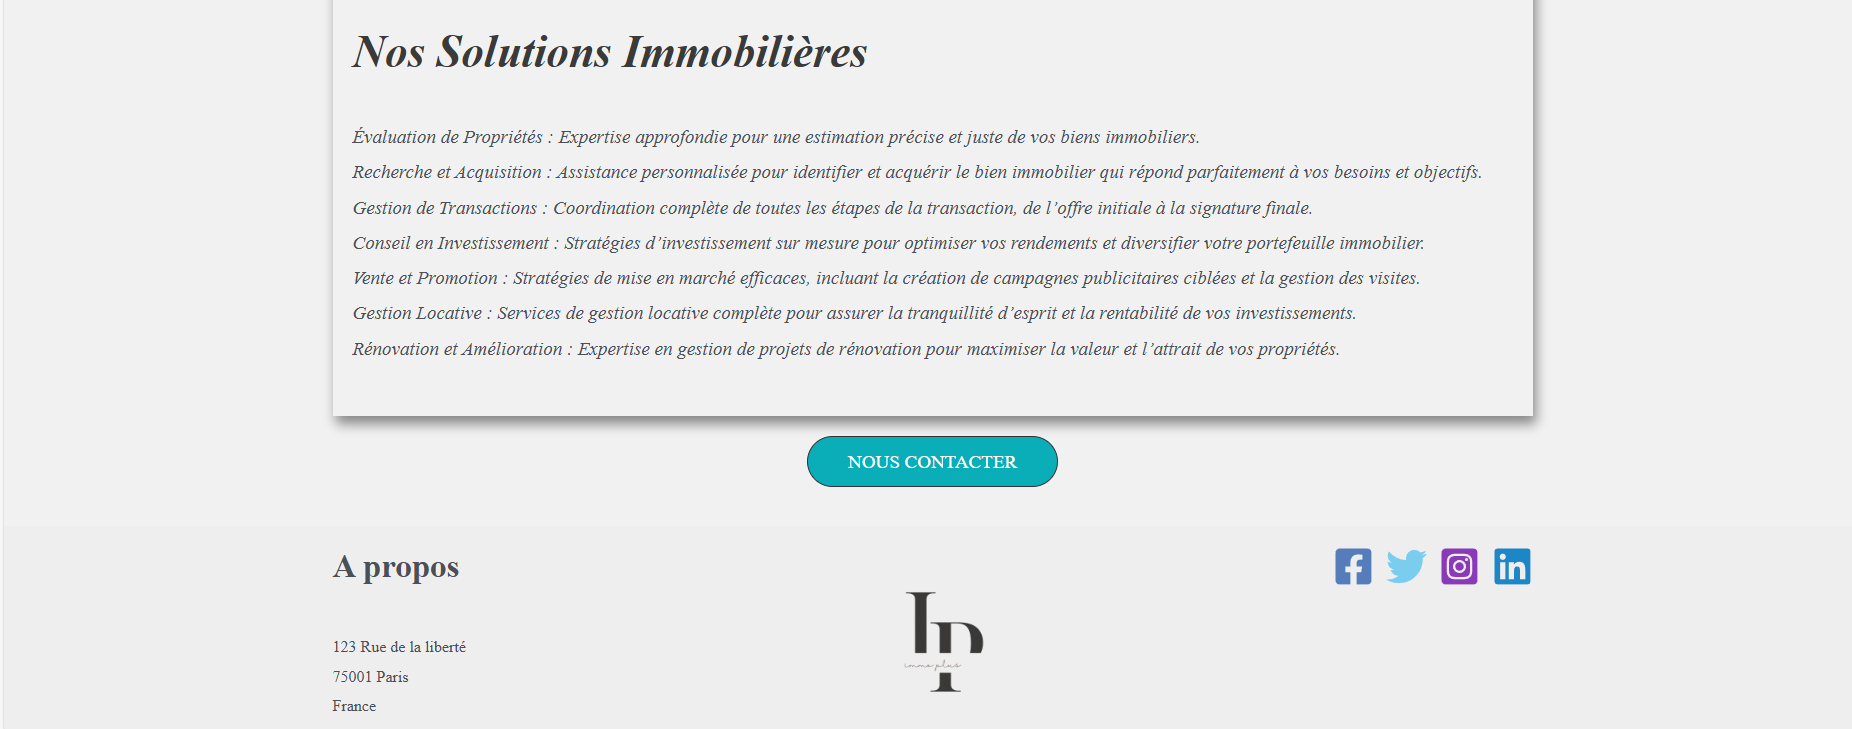 Nos Solutions Immobilières
Évaluation de Propriétés : Expertise approfondie pour une estimation précise et juste de vos biens immobiliers.
Recherche et Acquisition : Assistance personnalisée pour identifier et acquérir le bien immobilier qui répond parfaitement à vos besoins et objectifs.
Gestion de Transactions : Coordination complète de toutes les étapes de la transaction, de l’offre initiale à la signature finale.
Conseil en Investissement : Stratégies d’investissement sur mesure pour optimiser vos rendements et diversifier votre portefeuille immobilier.
Vente et Promotion : Stratégies de mise en marché efficaces, incluant la création de campagnes publicitaires ciblées et la gestion des visites.
Gestion Locative : Services de gestion locative complète pour assurer la tranquillité d’esprit et la rentabilité de vos investissements.
Rénovation et Amélioration : Expertise en gestion de projets de rénovation pour maximiser la valeur et l’attrait de vos propriétés.
NOUS CONTACTER
A propos
123 Rue de la liberté
75001 Paris
France
IP
immo plus